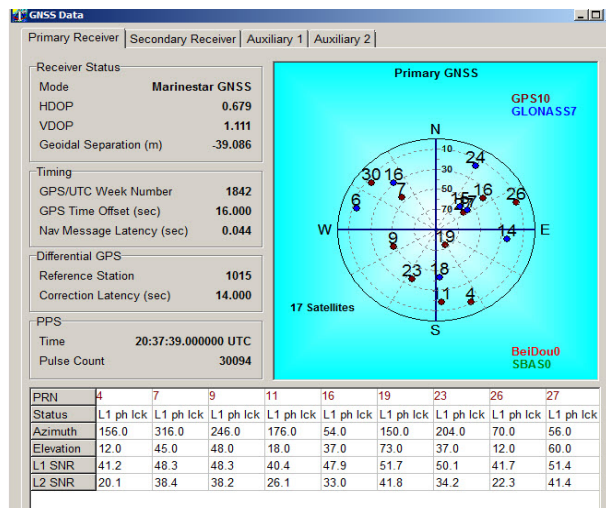 GNSS Data
Primary Receiver Secondary Receiver Auxiliary 1 Auxiliary 2
Receiver Status
Mode Marinestar GNSS
HDOP 0.679
VDOP 1.111
Geoidal Separation (m) -39.086
Timing
GPS/UTC Week Number 1842
GPS Time Offset (sec) 16.000
Nav Message Latency (sec) 0.044
Differential GPS
Reference Station 1015
Correction Latency (sec) 14.000
PPS
Time 20:37:39.000000 UTC
Pulse Count 30094
Primary GNSS
GPS10
GLONASS7
N
10
24
30 16
30
7
50
16
26
6
70
W
E
14
9
19
23
18
11
4
S
17 Satellites
BeiDou0
SBAS0
PRN 4 7 9 11 16 19 23 26 27
Status L1 ph lck L1 ph lck L1 ph lck L1 ph lck L1 ph lck L1 ph lck L1 ph lck L1 ph lck L1 ph lck
Azimuth 156.0 316.0 246.0 176.0 54.0 150.0 204.0 70.0 56.0
Elevation 12.0 45.0 48.0 18.0 37.0 73.0 37.0 12.0 60.0
L1 SNR 41.2 48.3 48.3 40.4 47.9 51.7 50.1 41.7 51.4
L2 SNR 20.1 38.4 38.2 26.1 33.0 41.8 34.2 22.3 41.4